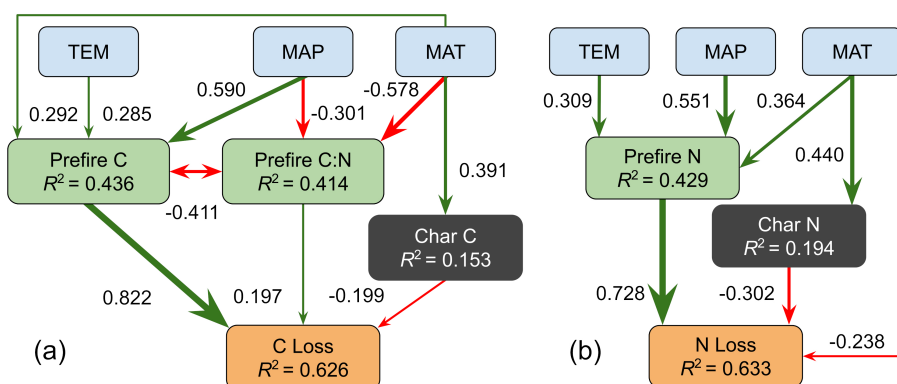 TEM MAP MAT
0.292 0.285 0.590 -0.301 -0.578
Prefire C
R² = 0.436
Prefire C:N
R² = 0.414
-0.411
0.391
Char C
R² = 0.153
0.822 0.197 -0.199
(a)
C Loss
R² = 0.626
TEM MAP MAT
0.309 0.551 0.364
0.440
Prefire N
R² = 0.429
Char N
R² = 0.194
0.728 -0.302
(b)
N Loss
R² = 0.633
-0.238